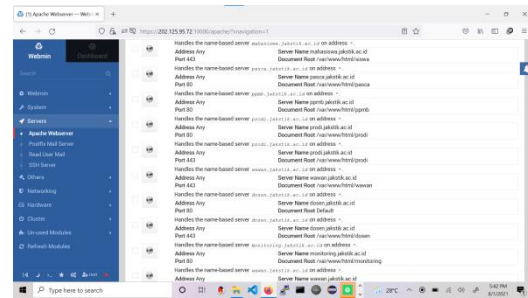 (1) Apache Webserver — Webm
https://202.125.95.72:10000/apache/?xnavigation=1
Webmin
Dashboard
Search
Webmin
System
Servers
Apache Webserver
Postfix Mail Server
Read User Mail
SSH Server
Others
Networking
Hardware
Cluster
Un-used Modules
Refresh Modules
Handles the name-based server mahasiswa.jakstik.ac.id on address *.
Address Any Server Name mahasiswa.jakstik.ac.id
Port 443 Document Root /var/www/html/siswa
Handles the name-based server pasca.jakstik.ac.id on address *.
Address Any Server Name pasca.jakstik.ac.id
Port 80 Document Root /var/www/html/pasca
Handles the name-based server ppmb.jakstik.ac.id on address *.
Address Any Server Name ppmb.jakstik.ac.id
Port 80 Document Root /var/www/html/ppmb
Handles the name-based server prodi.jakstik.ac.id on address *.
Address Any Server Name prodi.jakstik.ac.id
Port 80 Document Root /var/www/html/prodi
Handles the name-based server prodi.jakstik.ac.id on address *.
Address Any Server Name prodi.jakstik.ac.id
Port 443 Document Root /var/www/html/prodi
Handles the name-based server wawan.jakstik.ac.id on address *.
Address Any Server Name wawan.jakstik.ac.id
Port 443 Document Root /var/www/html/wawan
Handles the name-based server dosen.jakstik.ac.id on address *.
Address Any Server Name dosen.jakstik.ac.id
Port 80 Document Root Default
Handles the name-based server dosen.jakstik.ac.id on address *.
Address Any Server Name dosen.jakstik.ac.id
Port 443 Document Root /var/www/html/dosen
Handles the name-based server monitoring.jakstik.ac.id on address *.
Address Any Server Name monitoring.jakstik.ac.id
Port 80 Document Root /var/www/html/monitoring
Handles the name-based server wawan.jakstik.ac.id on address *.
Address Any Server Name wawan.jakstik.ac.id
Type here to search
28°C
5:42 PM
8/1/2021